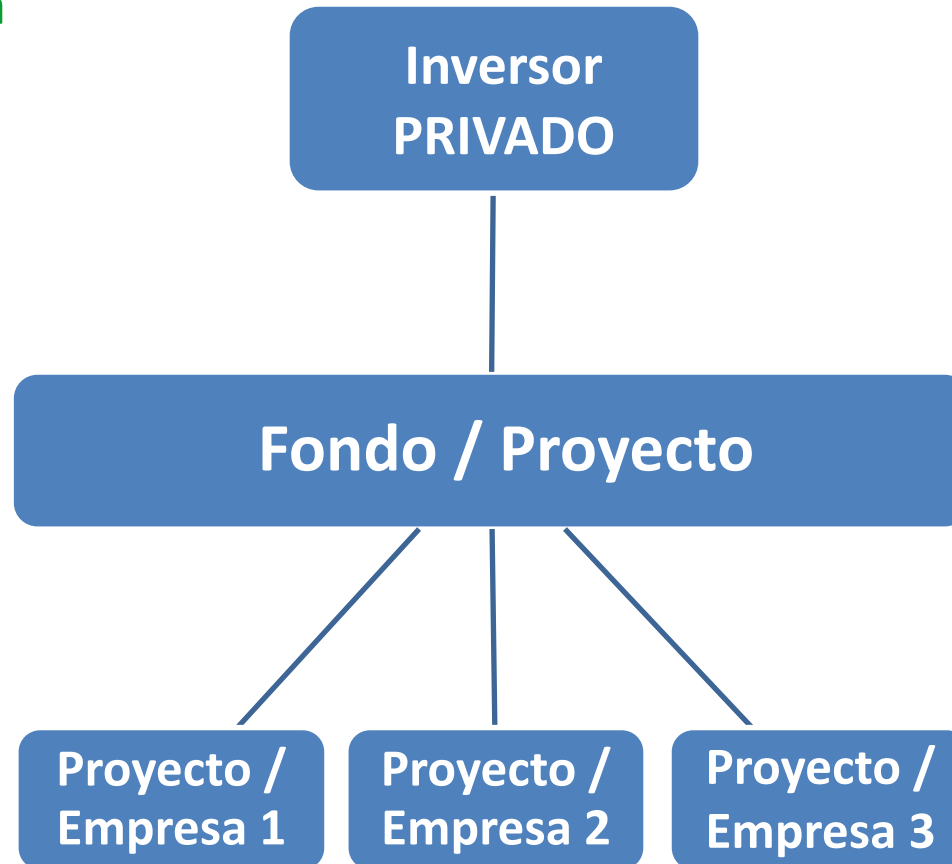 Inversor
PRIVADO
Fondo / Proyecto
Proyecto /
Empresa 1
Proyecto /
Empresa 2
Proyecto /
Empresa 3